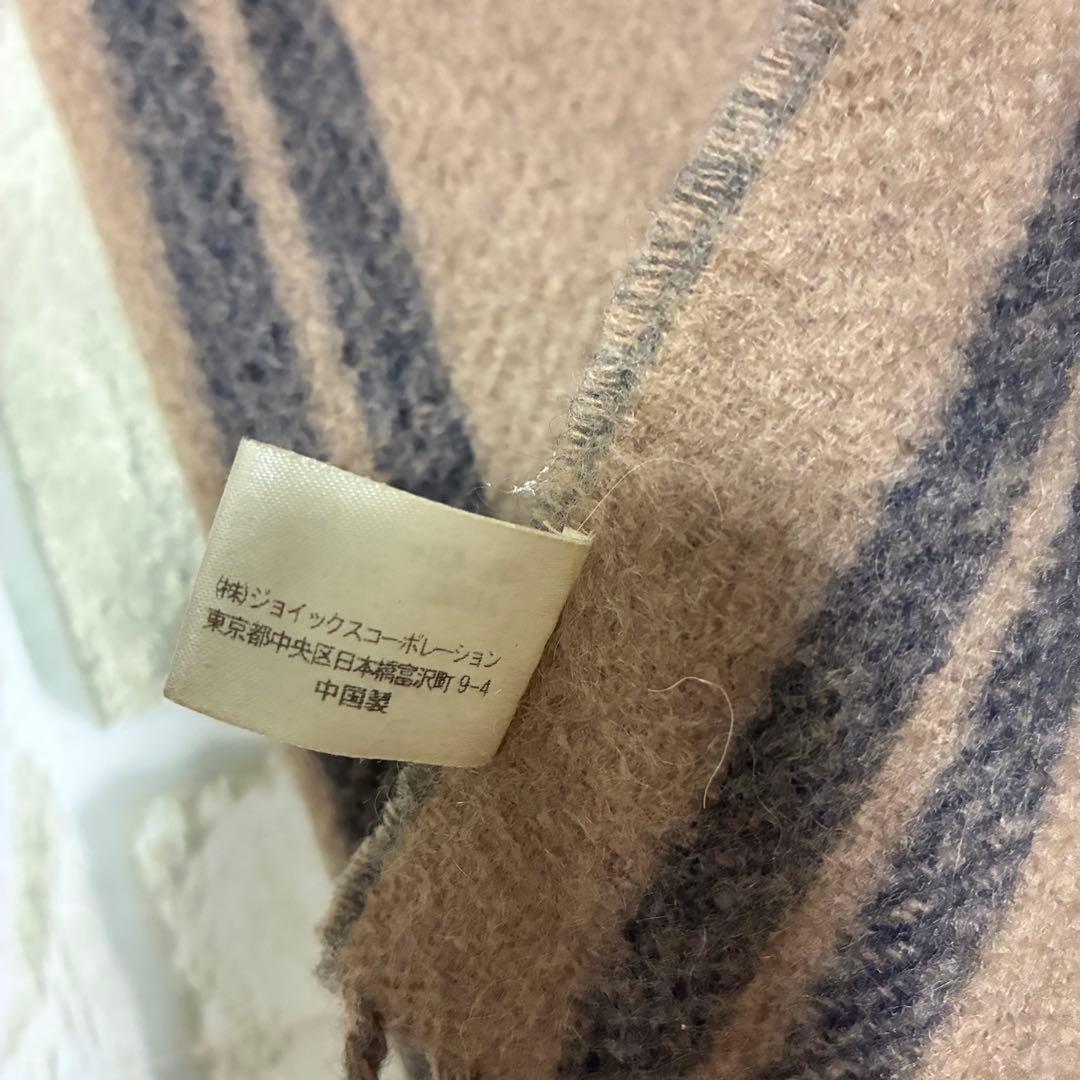 (株)ジョイックスコーポレーション
東京都中央区日本橋富沢町 9-4
中国製